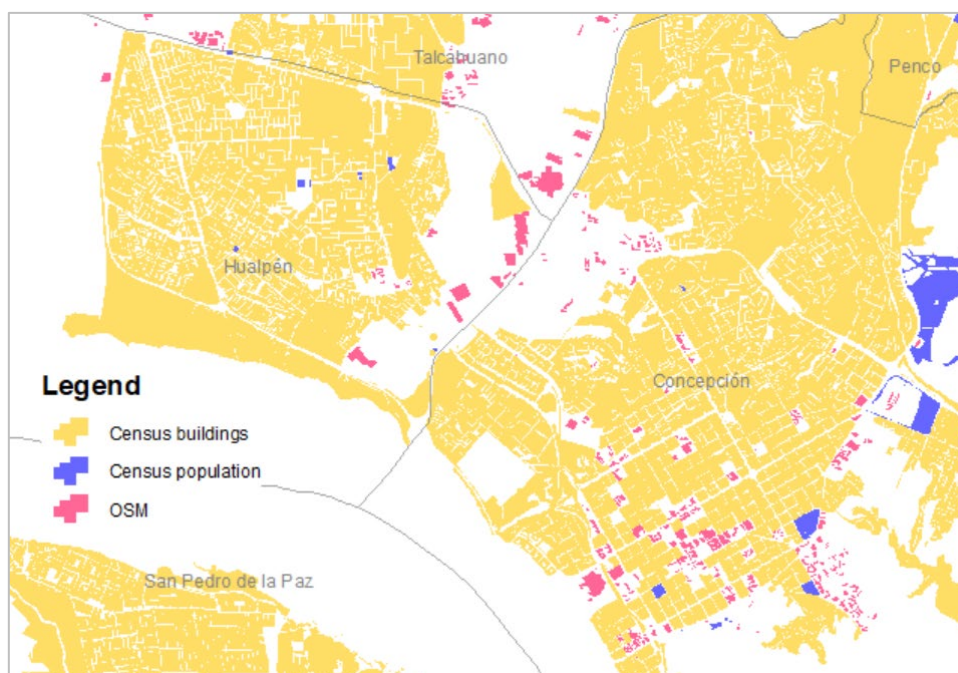 Talcahuano
Penco
Hualpén
Legend
Concepción
Census buildings
Census population
OSM
San Pedro de la Paz